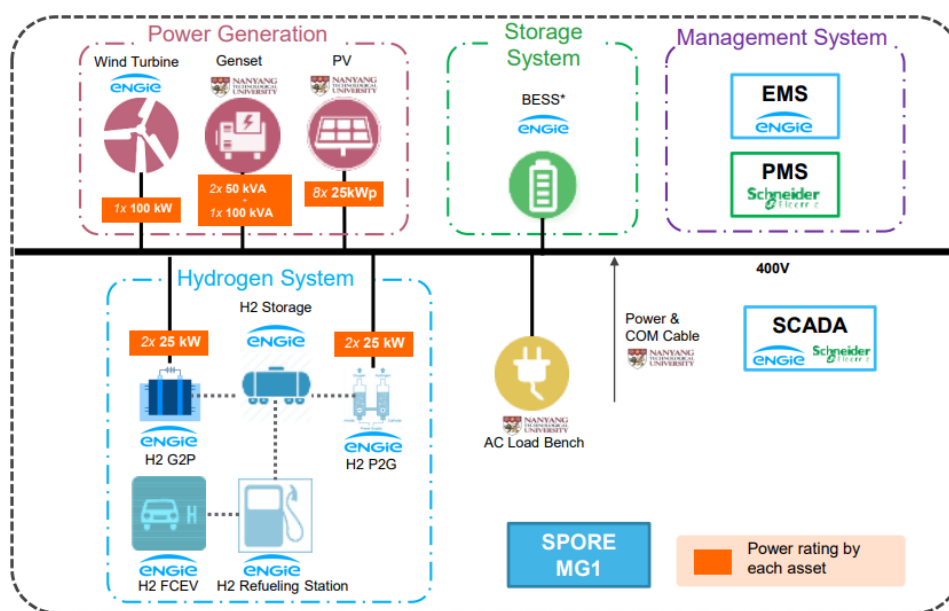 Power Generation
Wind Turbine
ENGIE
Genset
NANYANG
TECHNOLOGICAL
UNIVERSITY
PV
NANYANG
TECHNOLOGICAL
UNIVERSITY
1x 100 kW
2x 50 kVA
+
1x 100 kVA
8x 25kWp
Storage
System
BESS*
ENGIE
Management System
EMS
ENGIE
PMS
Schneider
Electric
400V
Hydrogen System
2x 25 kW
H2 Storage
ENGIE
2x 25 kW
ENGIE
H2 G2P
ENGIE
H2 P2G
H
ENGIE
H2 FCEV
ENGIE
H2 Refueling Station
NANYANG
TECHNOLOGICAL
UNIVERSITY
AC Load Bench
Power &
COM Cable
NANYANG
TECHNOLOGICAL
UNIVERSITY
SCADA
ENGIE
Schneider
Electric
SPORE
MG1
Power rating by
each asset